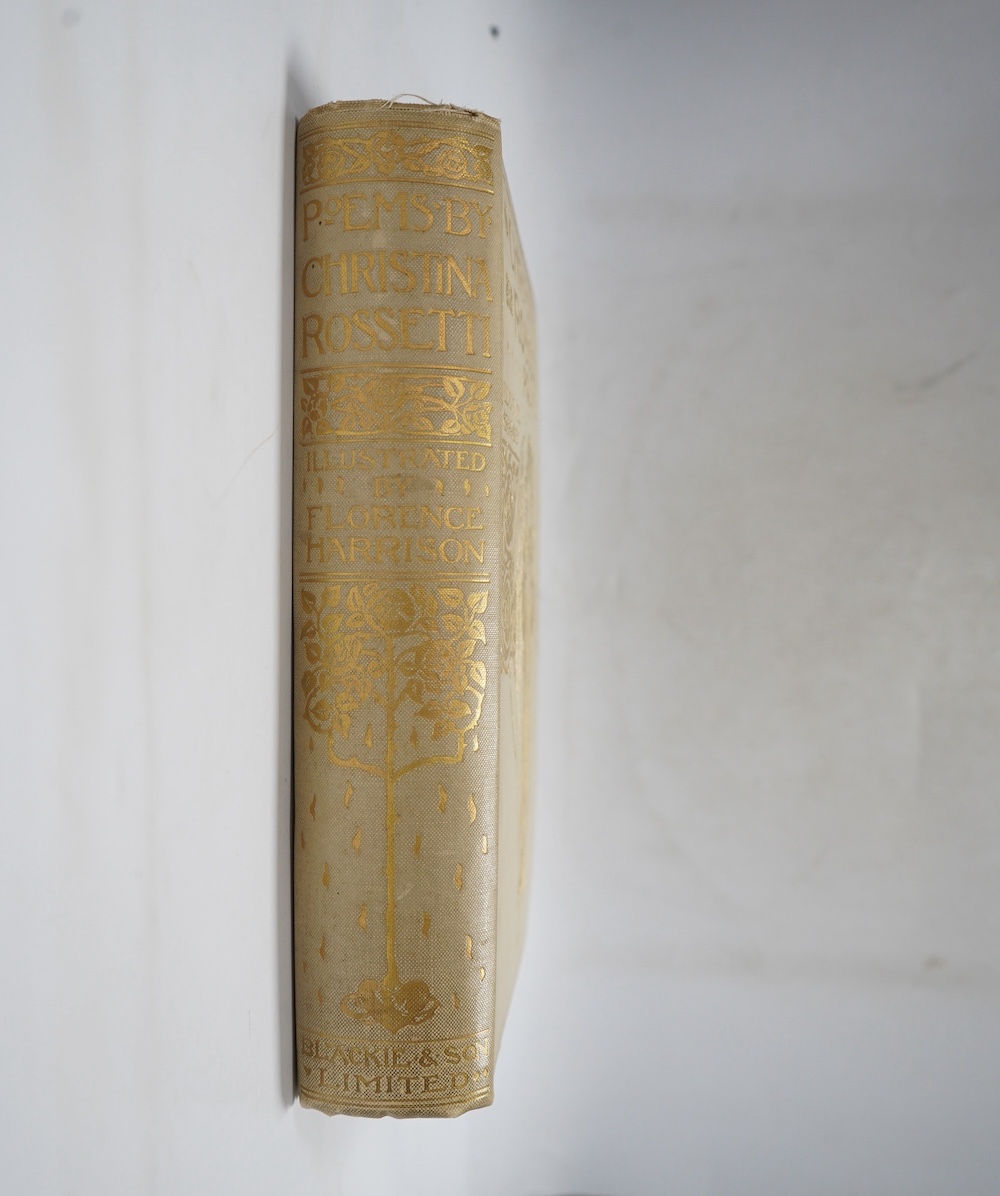 POEMS BY
CHRISTINA
ROSSETTI
ILLUSTRATED
BY
FLORENCE
HARRISON
BLACKIE & SON
LIMITED